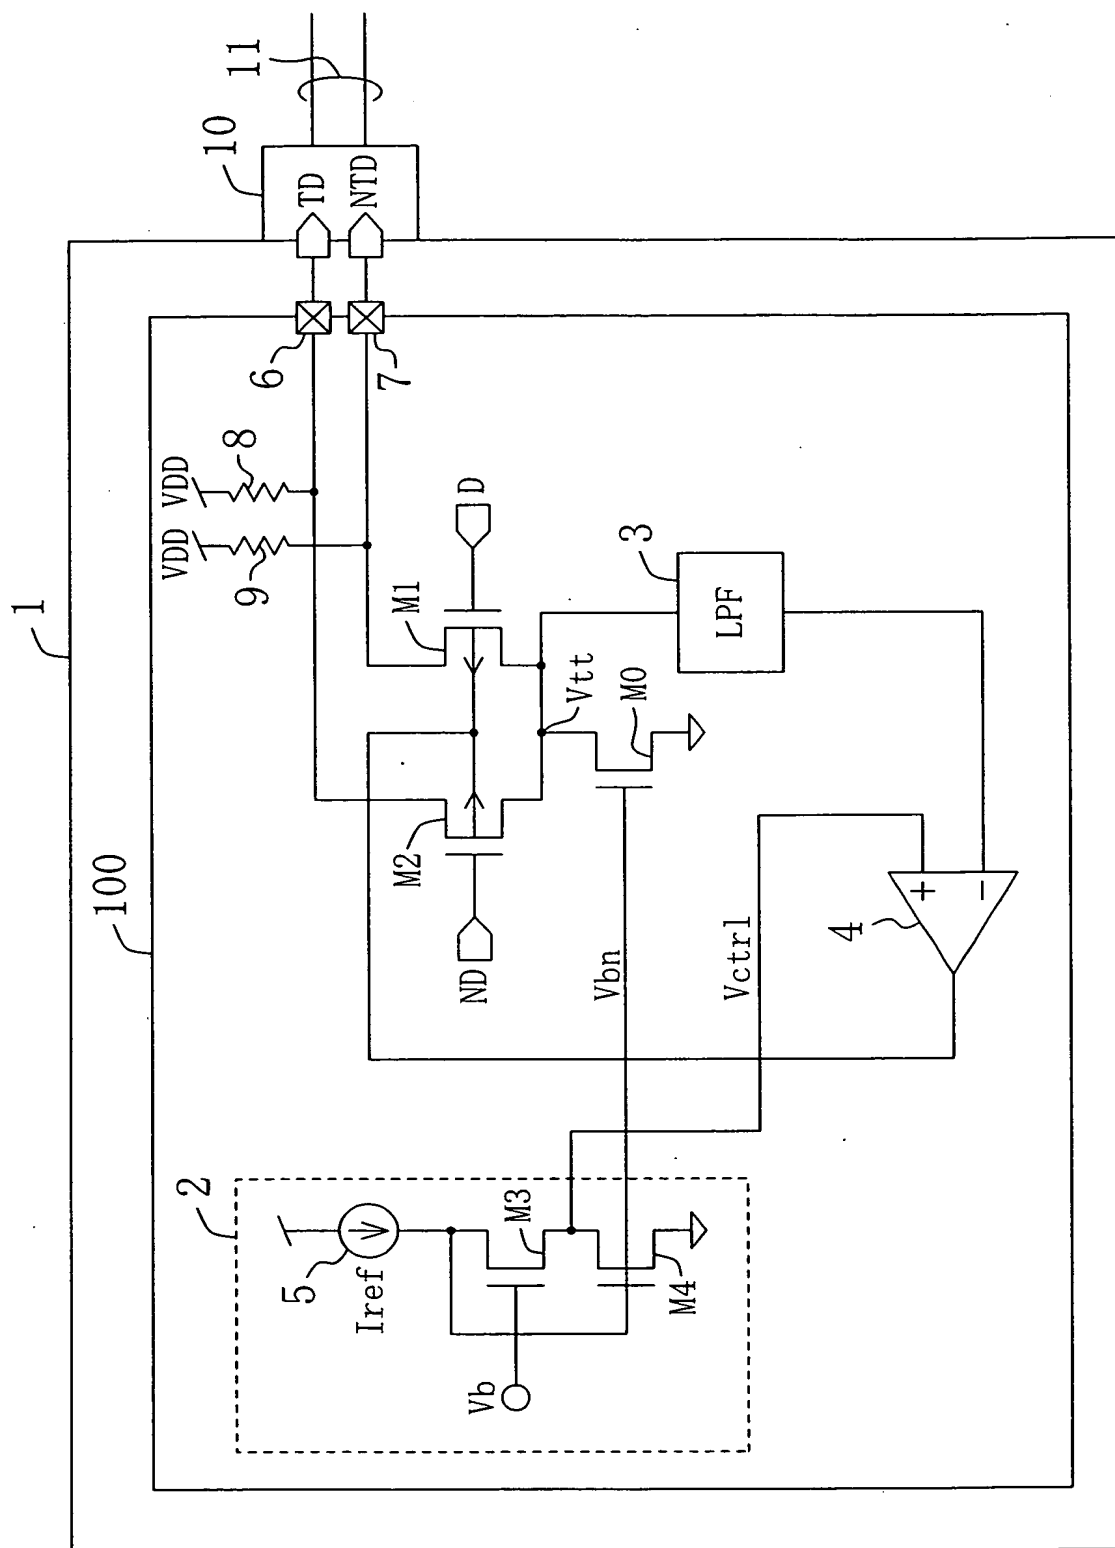 1
100
2
5
Iref
Vb
M3
M4
Vbn
Vctrl
4
+
−
ND
M2
M1
D
Vtt
M0
3
LPF
VDD
VDD
8
9
6
7
10
TD
NTD
11